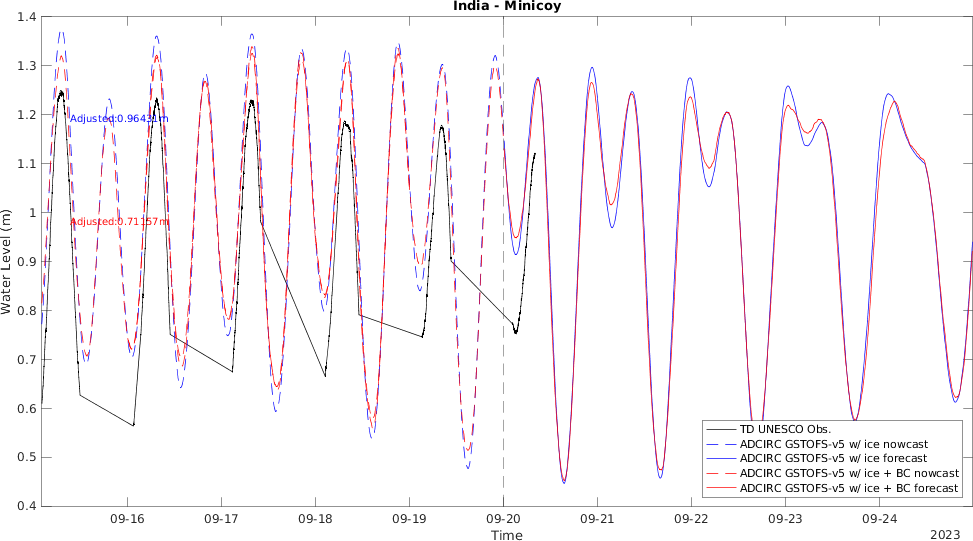 India - Minicoy
1.4
1.3
1.2
1.1
1
0.9
0.8
0.7
0.6
0.5
0.4
Water Level (m)
Adjusted:0.71157m
TD UNESCO Obs.
ADCIRC GSTOFS-v5 w/ ice nowcast
ADCIRC GSTOFS-v5 w/ ice forecast
ADCIRC GSTOFS-v5 w/ ice + BC nowcast
ADCIRC GSTOFS-v5 w/ ice + BC forecast
09-16
09-17
09-18
09-19
09-20
09-21
09-22
09-23
09-24
Time
2023